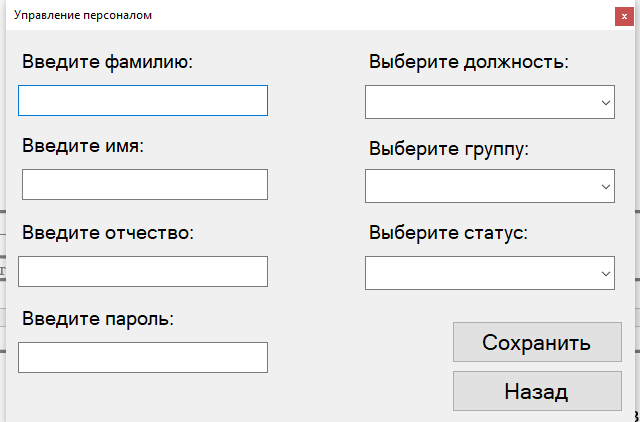 Управление персоналом
Введите фамилию:
Выберите должность:
Введите имя:
Выберите группу:
Введите отчество:
Выберите статус:
Введите пароль:
Сохранить
Назад